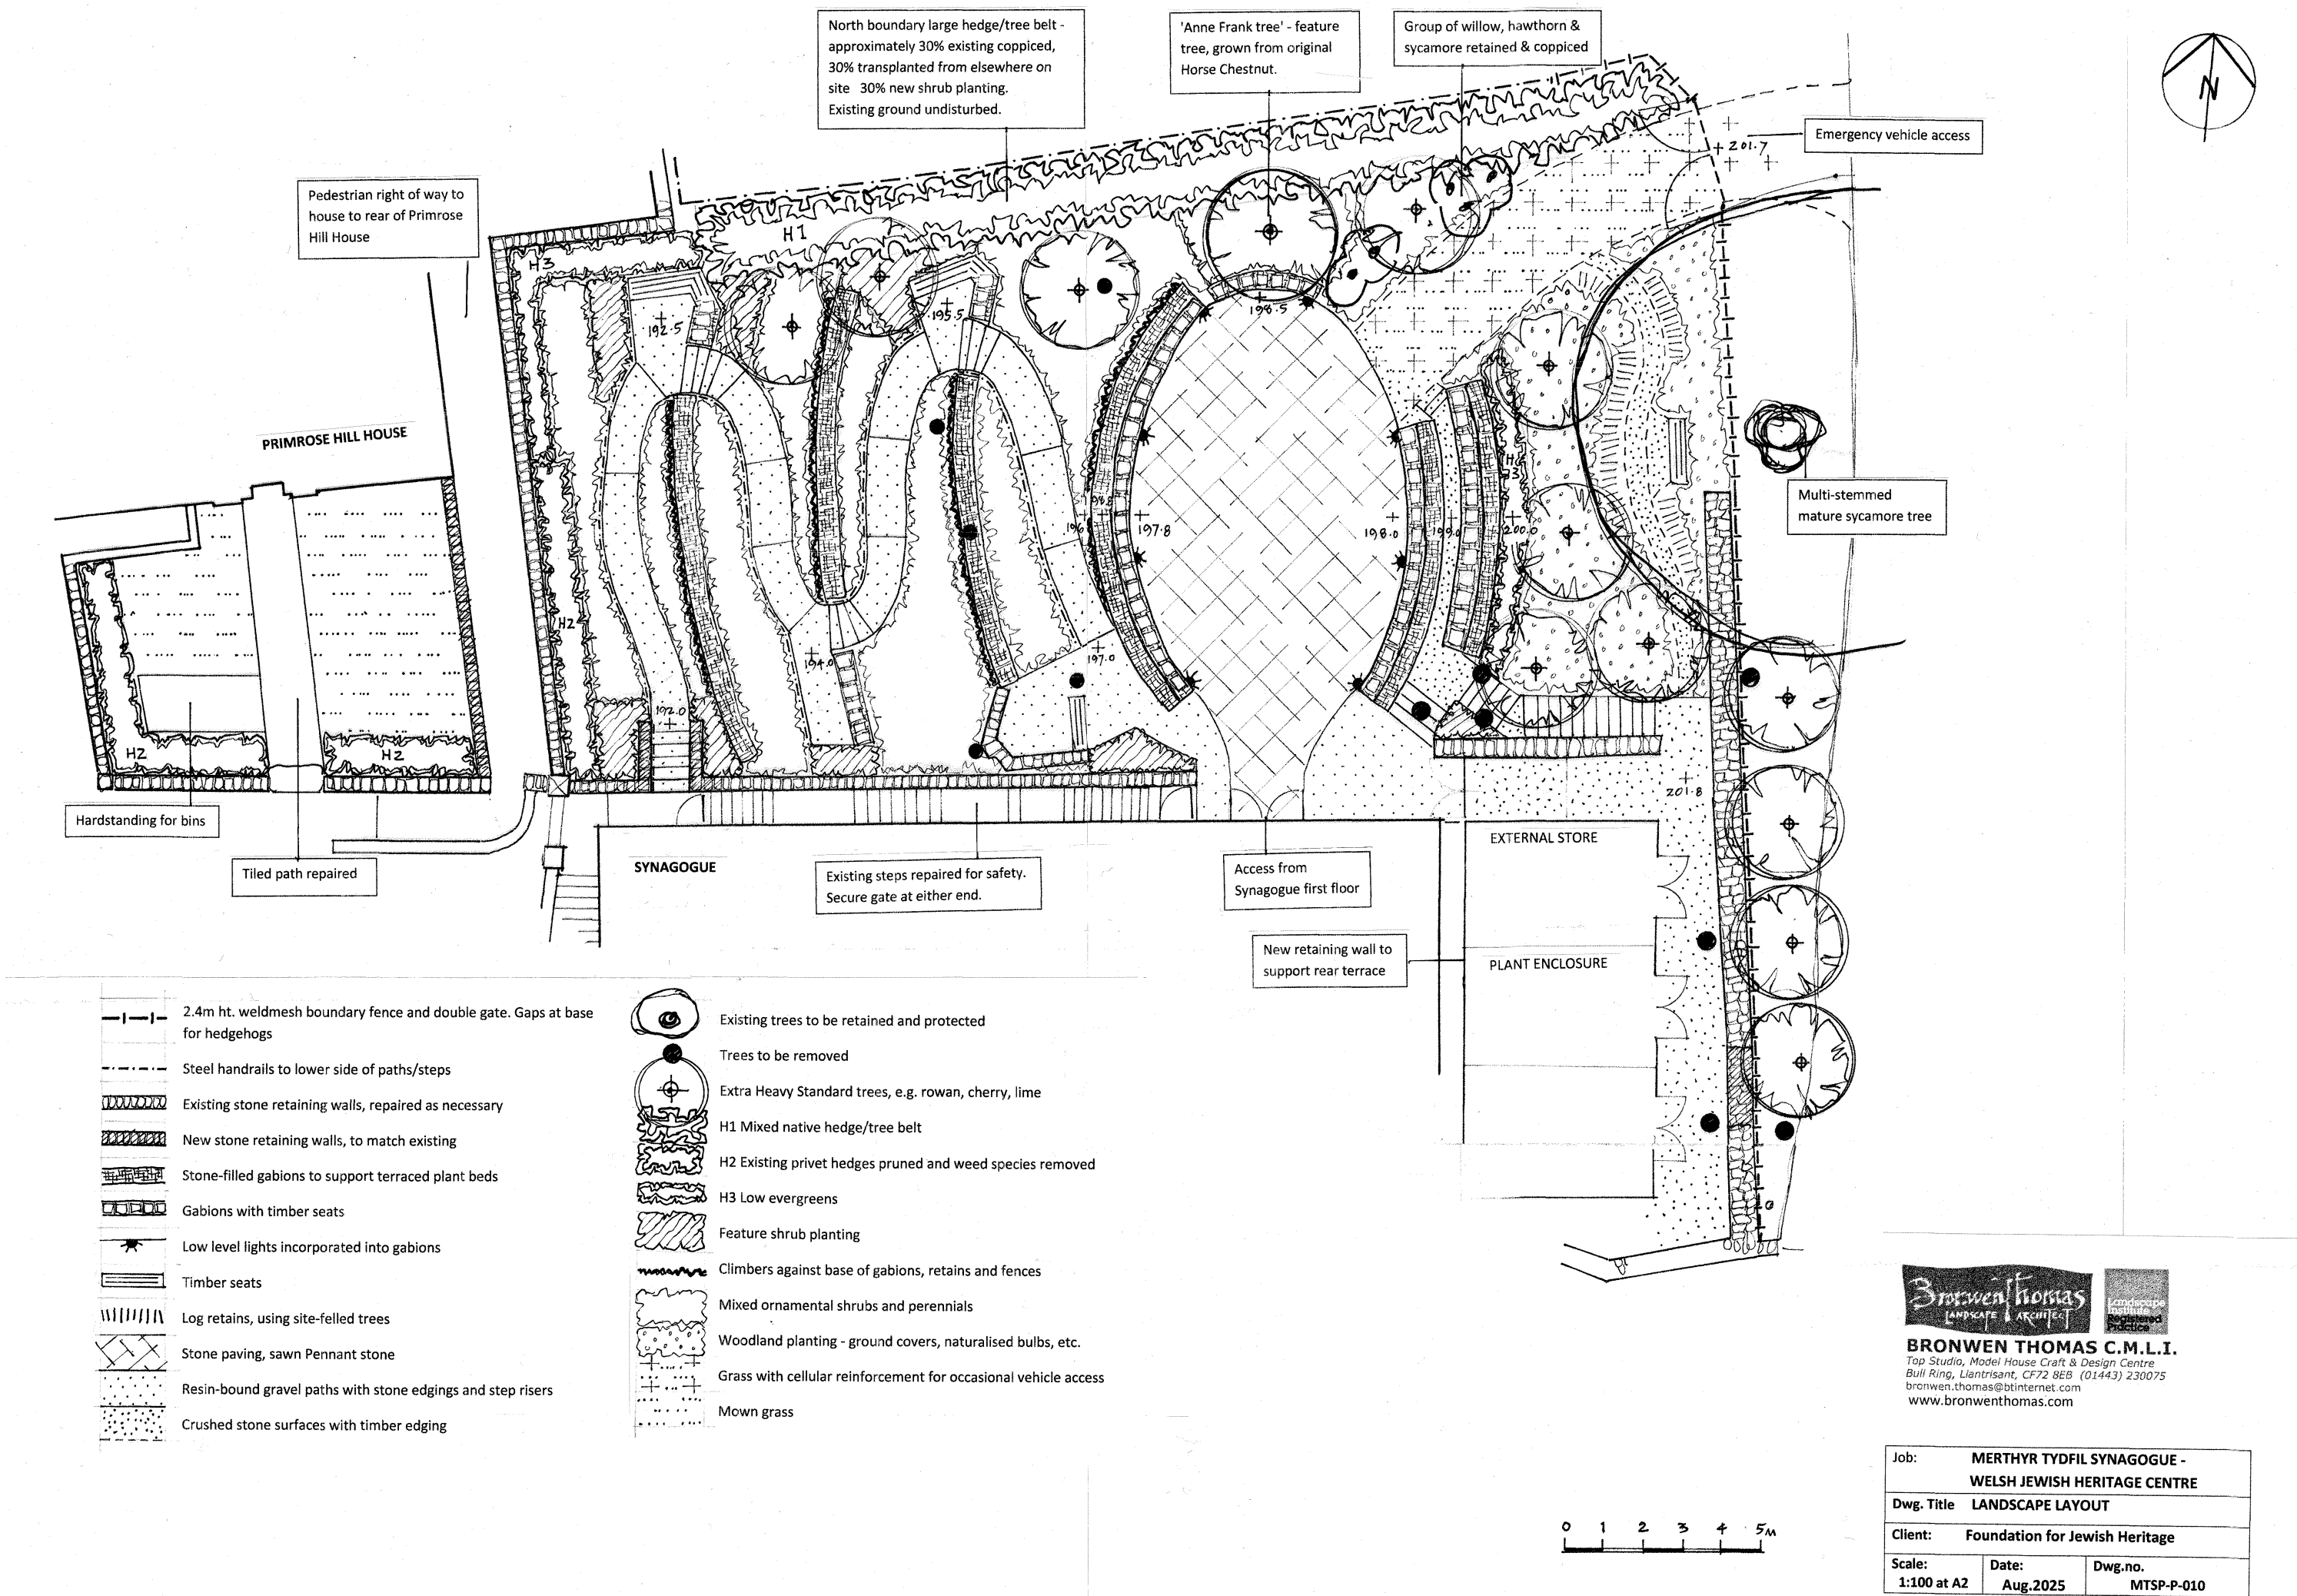 North boundary large hedge/tree belt -
approximately 30% existing coppiced,
30% transplanted from elsewhere on
site 30% new shrub planting.
Existing ground undisturbed.
'Anne Frank tree' - feature
tree, grown from original
Horse Chestnut.
Group of willow, hawthorn &
sycamore retained & coppiced
N
Emergency vehicle access
201.7
Pedestrian right of way to
house to rear of Primrose
Hill House
H1
H3
192.5
195.5
198.5
PRIMROSE HILL HOUSE
Multi-stemmed
mature sycamore tree
197.8
198.0
199.0
200.0
H2
194.0
197.0
192.0
H2
H2
201.8
Hardstanding for bins
Tiled path repaired
SYNAGOGUE
Existing steps repaired for safety.
Secure gate at either end.
Access from
Synagogue first floor
EXTERNAL STORE
New retaining wall to
support rear terrace
PLANT ENCLOSURE
2.4m ht. weldmesh boundary fence and double gate. Gaps at base
for hedgehogs
Steel handrails to lower side of paths/steps
Existing stone retaining walls, repaired as necessary
New stone retaining walls, to match existing
Stone-filled gabions to support terraced plant beds
Gabions with timber seats
Low level lights incorporated into gabions
Timber seats
Log retains, using site-felled trees
Stone paving, sawn Pennant stone
Resin-bound gravel paths with stone edgings and step risers
Crushed stone surfaces with timber edging
Existing trees to be retained and protected
Trees to be removed
Extra Heavy Standard trees, e.g. rowan, cherry, lime
H1 Mixed native hedge/tree belt
H2 Existing privet hedges pruned and weed species removed
H3 Low evergreens
Feature shrub planting
Climbers against base of gabions, retains and fences
Mixed ornamental shrubs and perennials
Woodland planting - ground covers, naturalised bulbs, etc.
Grass with cellular reinforcement for occasional vehicle access
Mown grass
Bronwen Thomas
LANDSCAPE ARCHITECT
Landscape
Institute
Registered
Practice
BRONWEN THOMAS C.M.L.I.
Top Studio, Model House Craft & Design Centre
Bull Ring, Llantrisant, CF72 8EB (01443) 230075
bronwen.thomas@btinternet.com
www.bronwenthomas.com
0 1 2 3 4 5M
Job: MERTHYR TYDFIL SYNAGOGUE -
WELSH JEWISH HERITAGE CENTRE
Dwg. Title LANDSCAPE LAYOUT
Client: Foundation for Jewish Heritage
Scale: Date: Dwg.no.
1:100 at A2 Aug.2025 MTSP-P-010